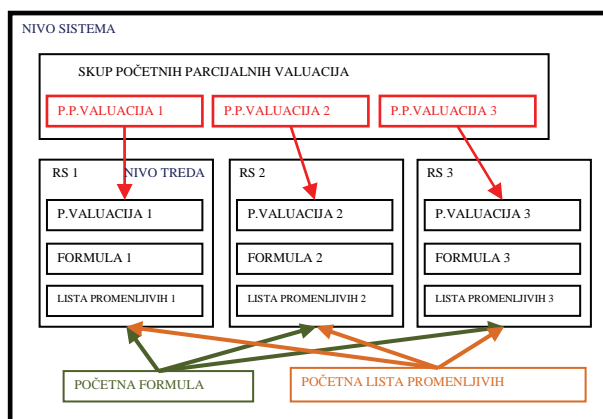 NIVO SISTEMA
SKUP POČETNIH PARCIJALNIH VALUACIJA
P.P.VALUACIJA 1
P.P.VALUACIJA 2
P.P.VALUACIJA 3
RS 1
NIVO TREDA
RS 2
RS 3
P.VALUACIJA 1
P.VALUACIJA 2
P.VALUACIJA 3
FORMULA 1
FORMULA 2
FORMULA 3
LISTA PROMENLJIVIH 1
LISTA PROMENLJIVIH 2
LISTA PROMENLJIVIH 3
POČETNA FORMULA
POČETNA LISTA PROMENLJIVIH